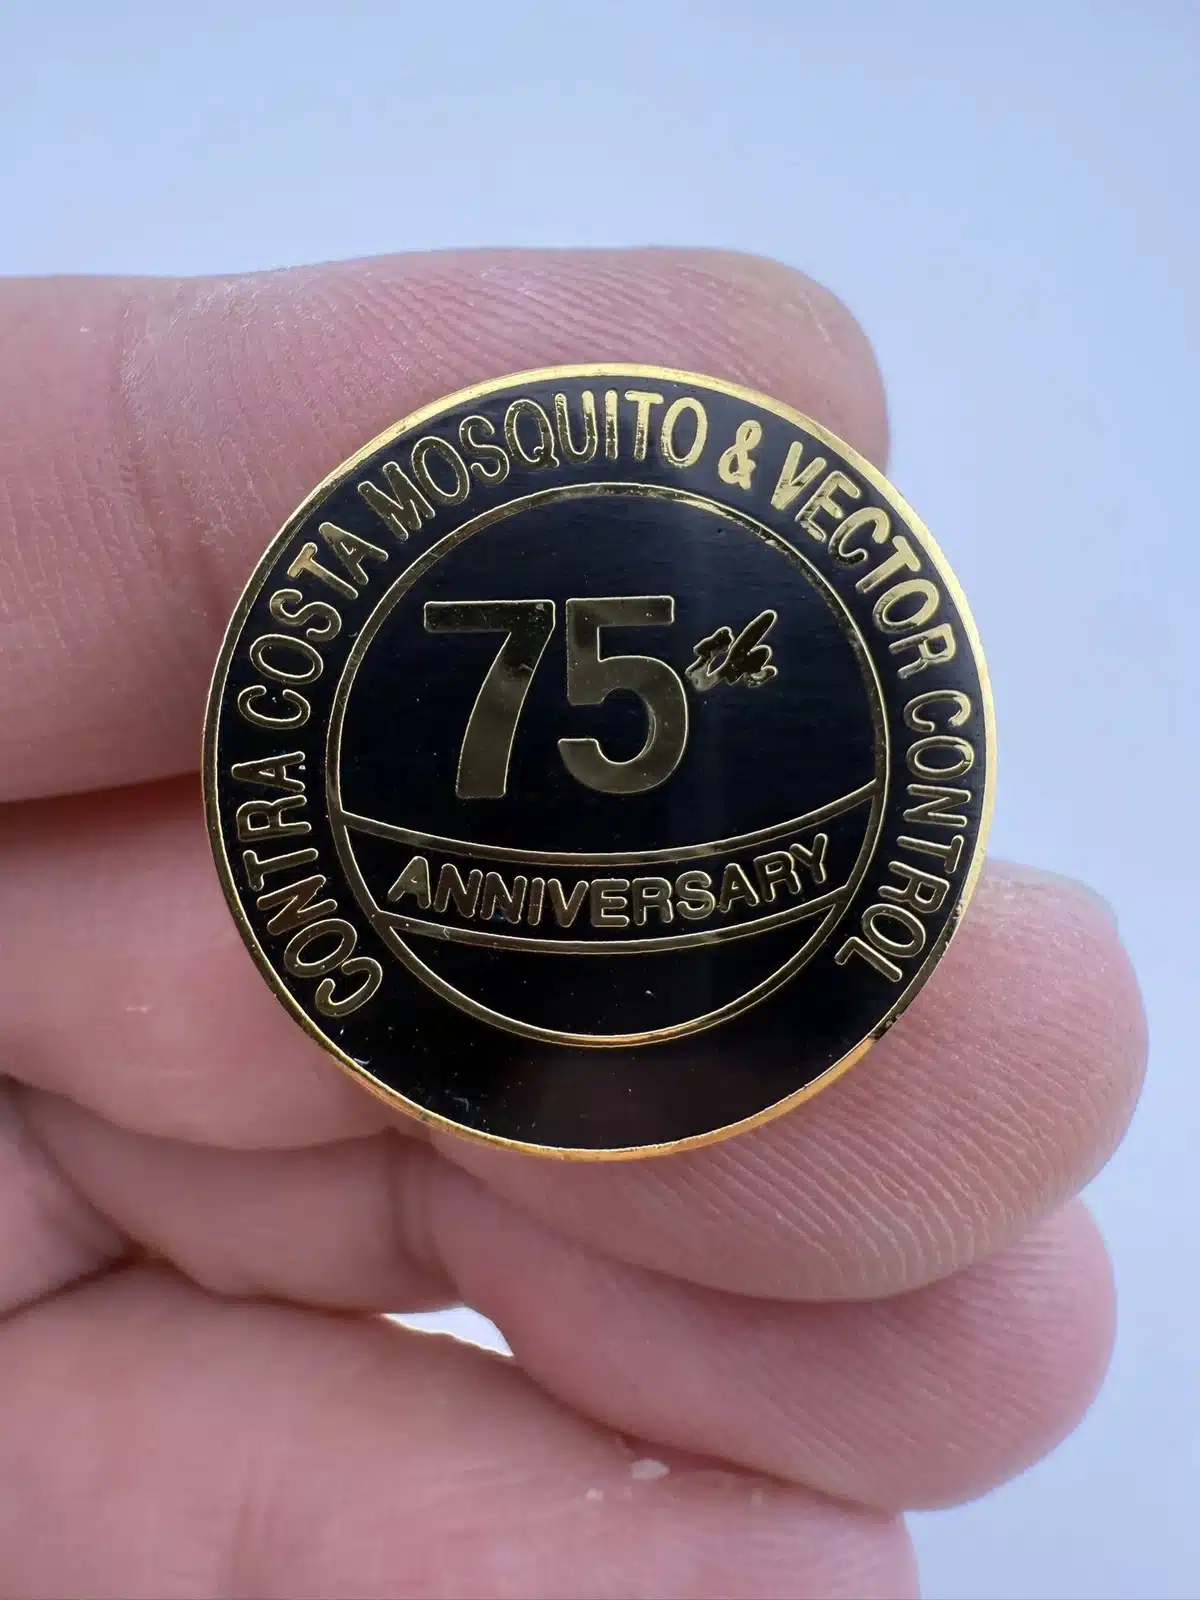 CONTRA COSTA MOSQUITO & VECTOR CONTROL
75th
ANNIVERSARY